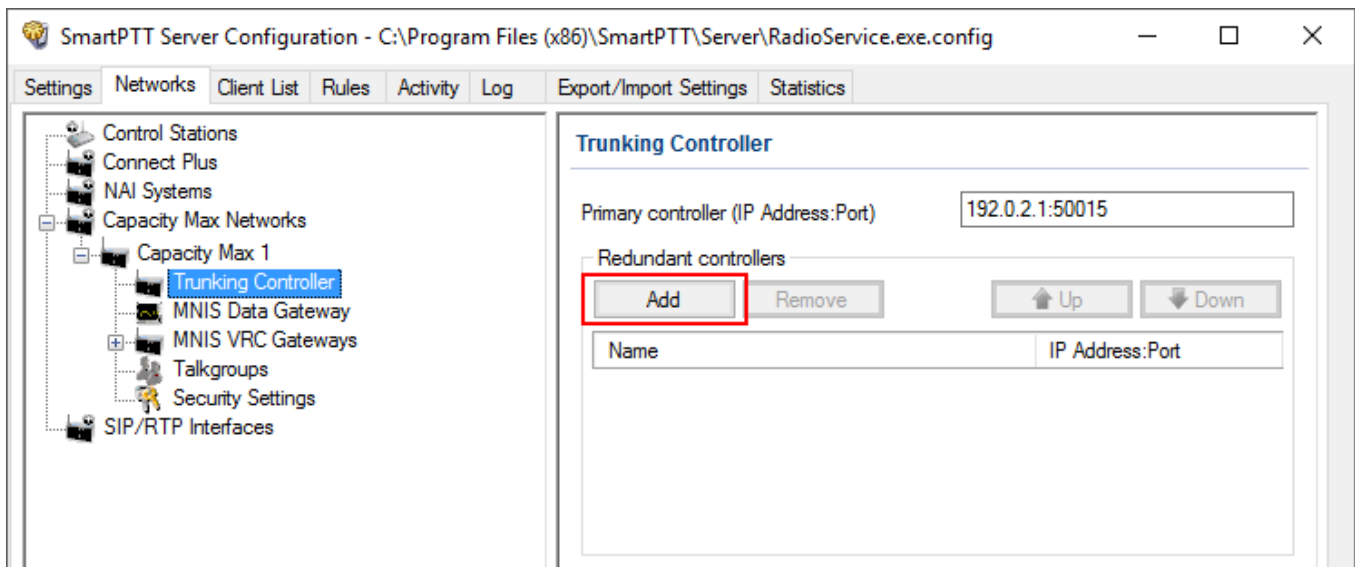 SmartPTT Server Configuration - C:\Program Files (x86)\SmartPTT\Server\RadioService.exe.config
Settings Networks Client List Rules Activity Log Export/Import Settings Statistics
Control Stations
Connect Plus
NAI Systems
Capacity Max Networks
Capacity Max 1
Trunking Controller
MNIS Data Gateway
MNIS VRC Gateways
Talkgroups
Security Settings
SIP/RTP Interfaces
Trunking Controller
Primary controller (IP Address:Port) 192.0.2.1:50015
Redundant controllers
Add Remove Up Down
Name IP Address:Port